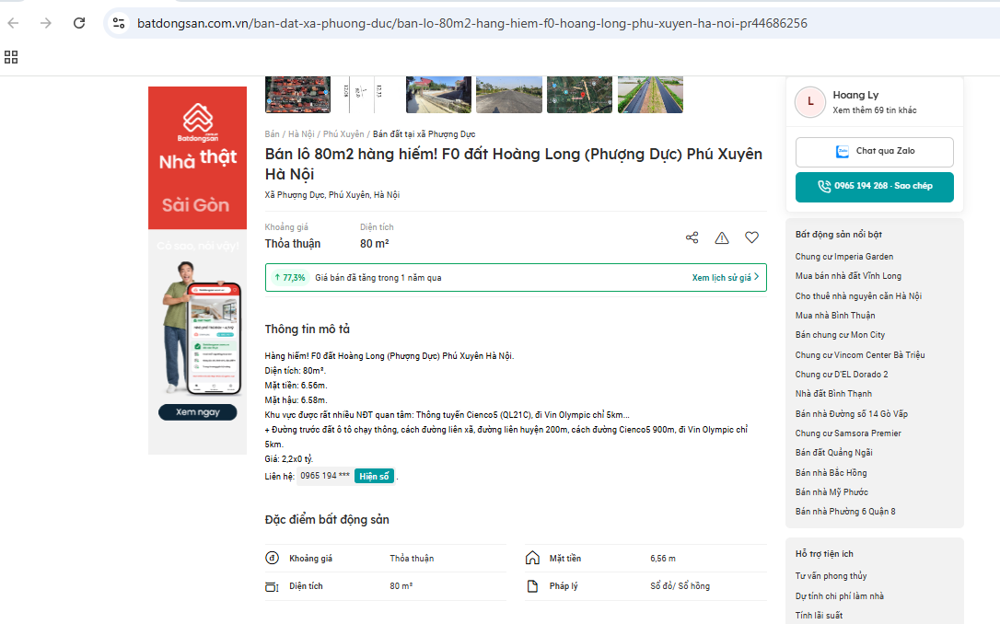 batdongsan.com.vn/ban-dat-xa-phuong-duc/ban-lo-80m2-hang-hiem-f0-hoang-long-phu-xuyen-ha-noi-pr44686256
Batdongsan
Nhà thật
Sài Gòn
Có sao, nói vậy!
Xem ngay
12.33
Bán / Hà Nội / Phú Xuyên / Bán đất tại xã Phượng Dực
Bán lô 80m2 hàng hiếm! F0 đất Hoàng Long (Phượng Dực) Phú Xuyên
Hà Nội
Xã Phượng Dực, Phú Xuyên, Hà Nội
Khoảng giá
Thỏa thuận
Diện tích
80 m²
77,3%
Giá bán đã tăng trong 1 năm qua
Xem lịch sử giá
Thông tin mô tả
Hàng hiếm! F0 đất Hoàng Long (Phượng Dực) Phú Xuyên Hà Nội.
Diện tích: 80m².
Mặt tiền: 6.56m.
Mặt hậu: 6.58m.
Khu vực được rất nhiều NĐT quan tâm: Thông tuyến Cienco5 (QL21C), đi Vin Olympic chỉ 5km...
+ Đường trước đất ô tô chạy thông, cách đường liên xã, đường liên huyện 200m, cách đường Cienco5 900m, đi Vin Olympic chỉ
5km.
Giá: 2,2x0 tỷ.
Liên hệ: 0965 194 *** Hiện số .
Đặc điểm bất động sản
Khoảng giá Thỏa thuận
Mặt tiền 6,56 m
Diện tích 80 m²
Pháp lý Sổ đỏ/ Sổ hồng
L
Hoang Ly
Xem thêm 69 tin khác
Zalo Chat qua Zalo
0965 194 268 · Sao chép
Bất động sản nổi bật
Chung cư Imperia Garden
Mua bán nhà đất Vĩnh Long
Cho thuê nhà nguyên căn Hà Nội
Mua nhà Bình Thuận
Bán chung cư Mon City
Chung cư Vincom Center Bà Triệu
Chung cư D'EL Dorado 2
Nhà đất Bình Thạnh
Bán nhà Đường số 14 Gò Vấp
Chung cư Samsora Premier
Bán đất Quảng Ngãi
Bán nhà Bắc Hồng
Bán nhà Mỹ Phước
Bán nhà Phường 6 Quận 8
Hỗ trợ tiện ích
Tư vấn phong thủy
Dự tính chi phí làm nhà
Tính lãi suất